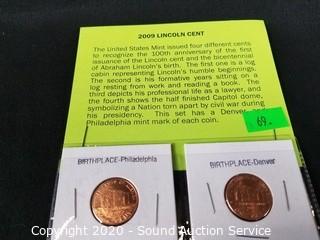 2009 LINCOLN CENT
The United States Mint issued four different cents
to recognize the 100th anniversary of the first
issuance of the Lincoln cent and the bicentennial
of Abraham Lincoln's birth. The first one is a log
cabin representing Lincoln's humble beginnings.
The second is his formative years sitting on a
log resting from work and reading a book. The
third depicts his professional life as a lawyer, and
the fourth shows the half finished Capitol dome,
symbolizing a Nation torn apart by civil war during
his presidency. This set has a Denver
Philadelphia mint mark of each coin.
69.-
BIRTHPLACE-Philadelphia
BIRTHPLACE-Denver
Copyright 2020 - Sound Auction Service